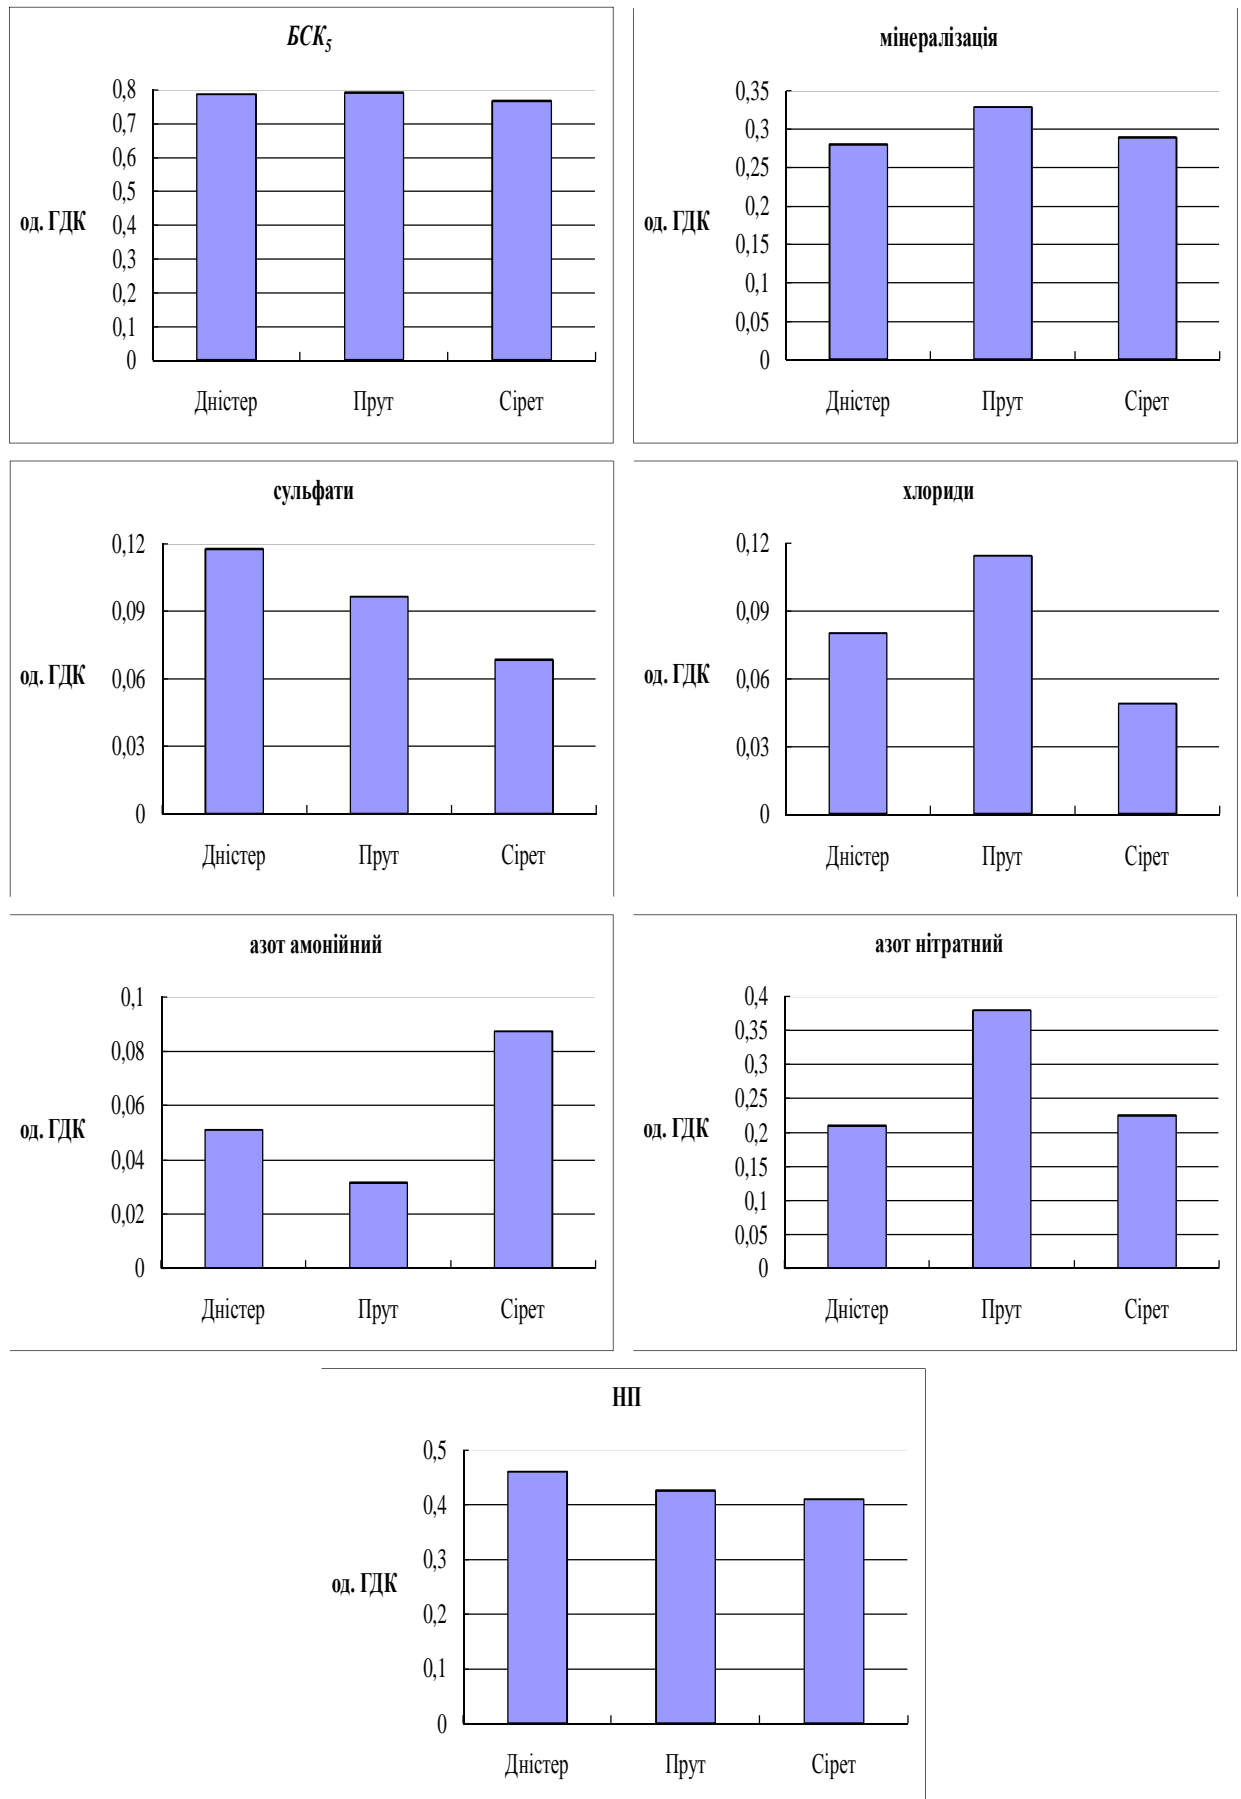 БСК5
0,8
0,7
0,6
0,5
0,4
0,3
0,2
0,1
0
од. ГДК
Дністер Прут Сірет
мінералізація
0,35
0,3
0,25
0,2
0,15
0,1
0,05
0
од. ГДК
Дністер Прут Сірет
сульфати
0,12
0,09
0,06
0,03
0
од. ГДК
Дністер Прут Сірет
хлориди
0,12
0,09
0,06
0,03
0
од. ГДК
Дністер Прут Сірет
азот амонійний
0,1
0,08
0,06
0,04
0,02
0
од. ГДК
Дністер Прут Сірет
азот нітратний
0,4
0,35
0,3
0,25
0,2
0,15
0,1
0,05
0
од. ГДК
Дністер Прут Сірет
НП
0,5
0,4
0,3
0,2
0,1
0
од. ГДК
Дністер Прут Сірет